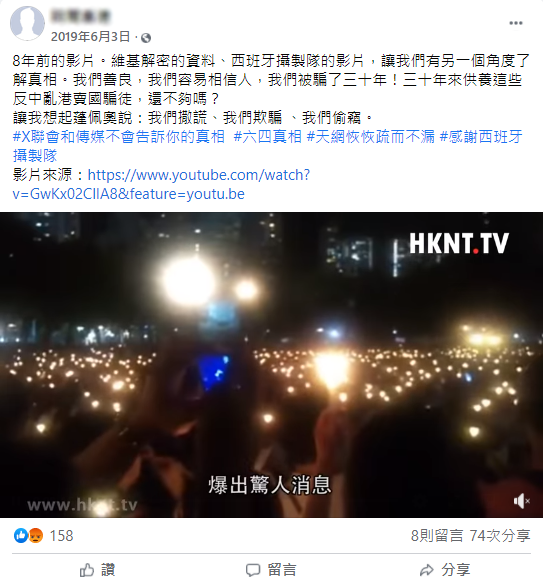 2019年6月3日
8年前的影片。維基解密的資料、西班牙攝製隊的影片，讓我們有另一個角度了
解真相。我們善良，我們容易相信人，我們被騙了三十年！三十年來供養這些
反中亂港賣國騙徒，還不夠嗎？
讓我想起蓬佩奧說：我們撒謊、我們欺騙 、我們偷竊。
#X聯會和傳媒不會告訴你的真相 #六四真相 #天網恢恢疏而不漏 #感謝西班牙
攝製隊
影片來源：https://www.youtube.com/watch?
v=GwKx02CIlA8&feature=youtu.be
HKNT.TV
爆出驚人消息
www.hknt.tv
158
8則留言 74次分享
讚 留言 分享